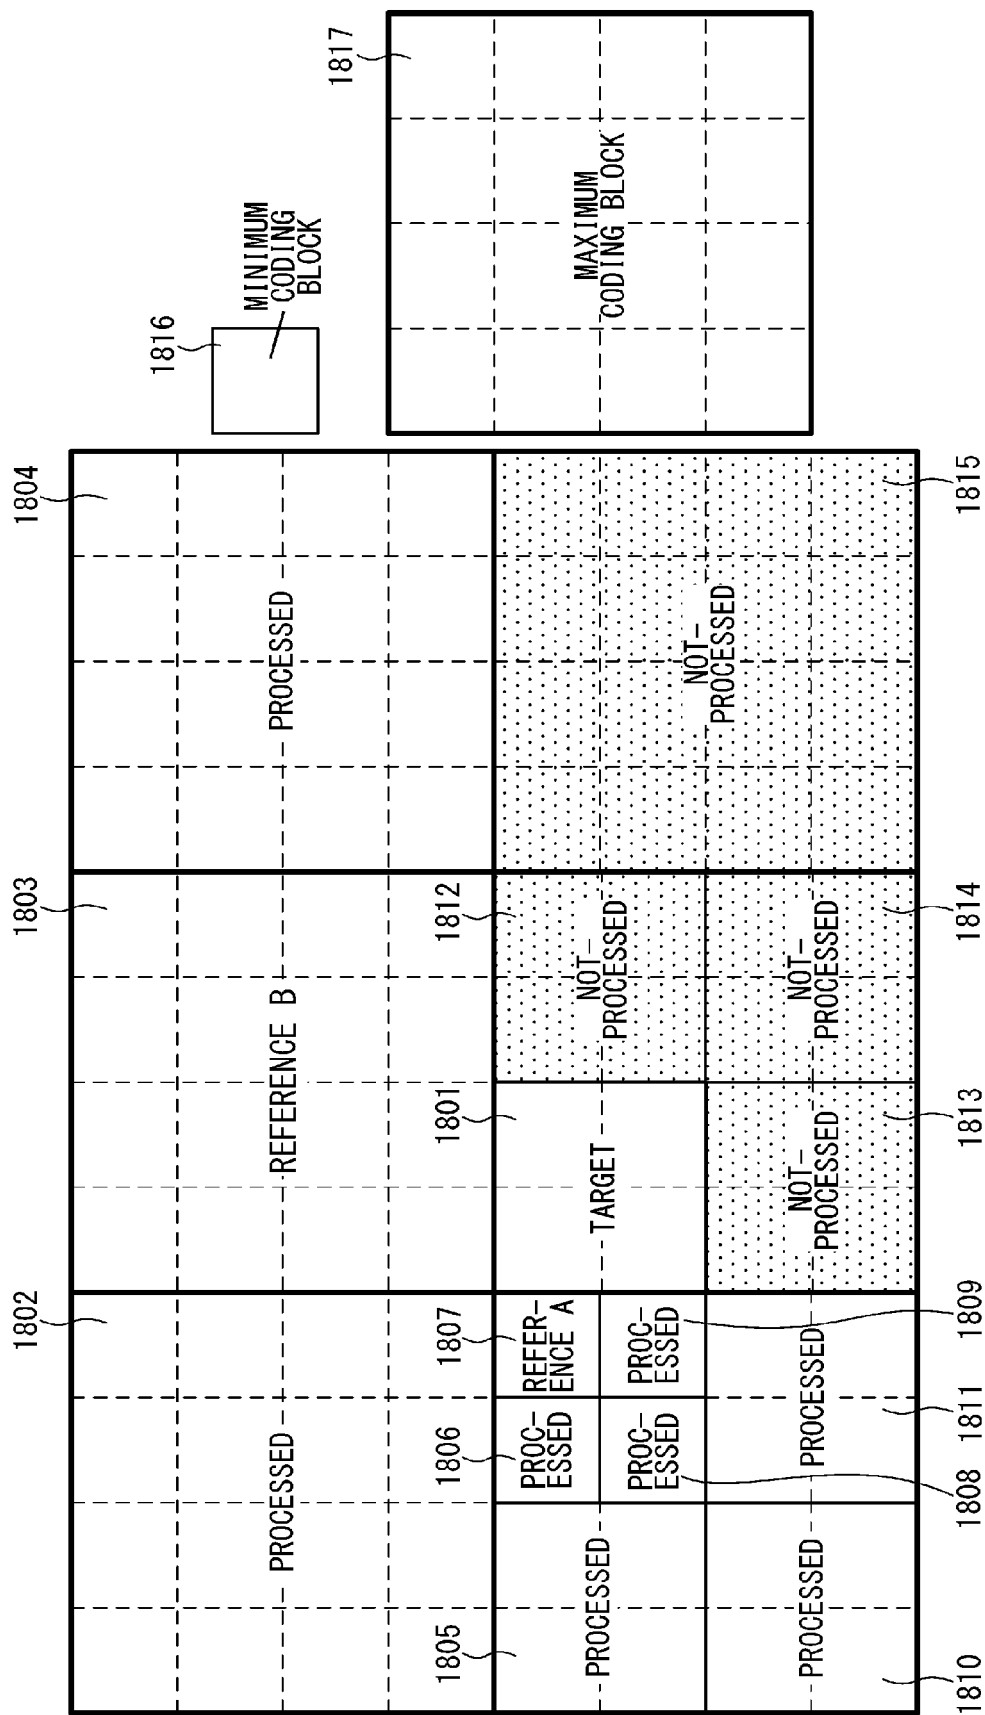 1802
1803
1804
PROCESSED
REFERENCE B
PROCESSED
1816
MINIMUM
CODING
BLOCK
1817
MAXIMUM
CODING BLOCK
1805
1806
1807
1801
1812
PROCESSED
PROC-
ESSED
REFER-
ENCE A
PROC-
ESSED
PROC-
ESSED
TARGET
NOT-
PROCESSED
NOT-
PROCESSED
PROCESSED
PROCESSED
NOT-
PROCESSED
NOT-
PROCESSED
1810
1808
1811
1809
1813
1814
1815